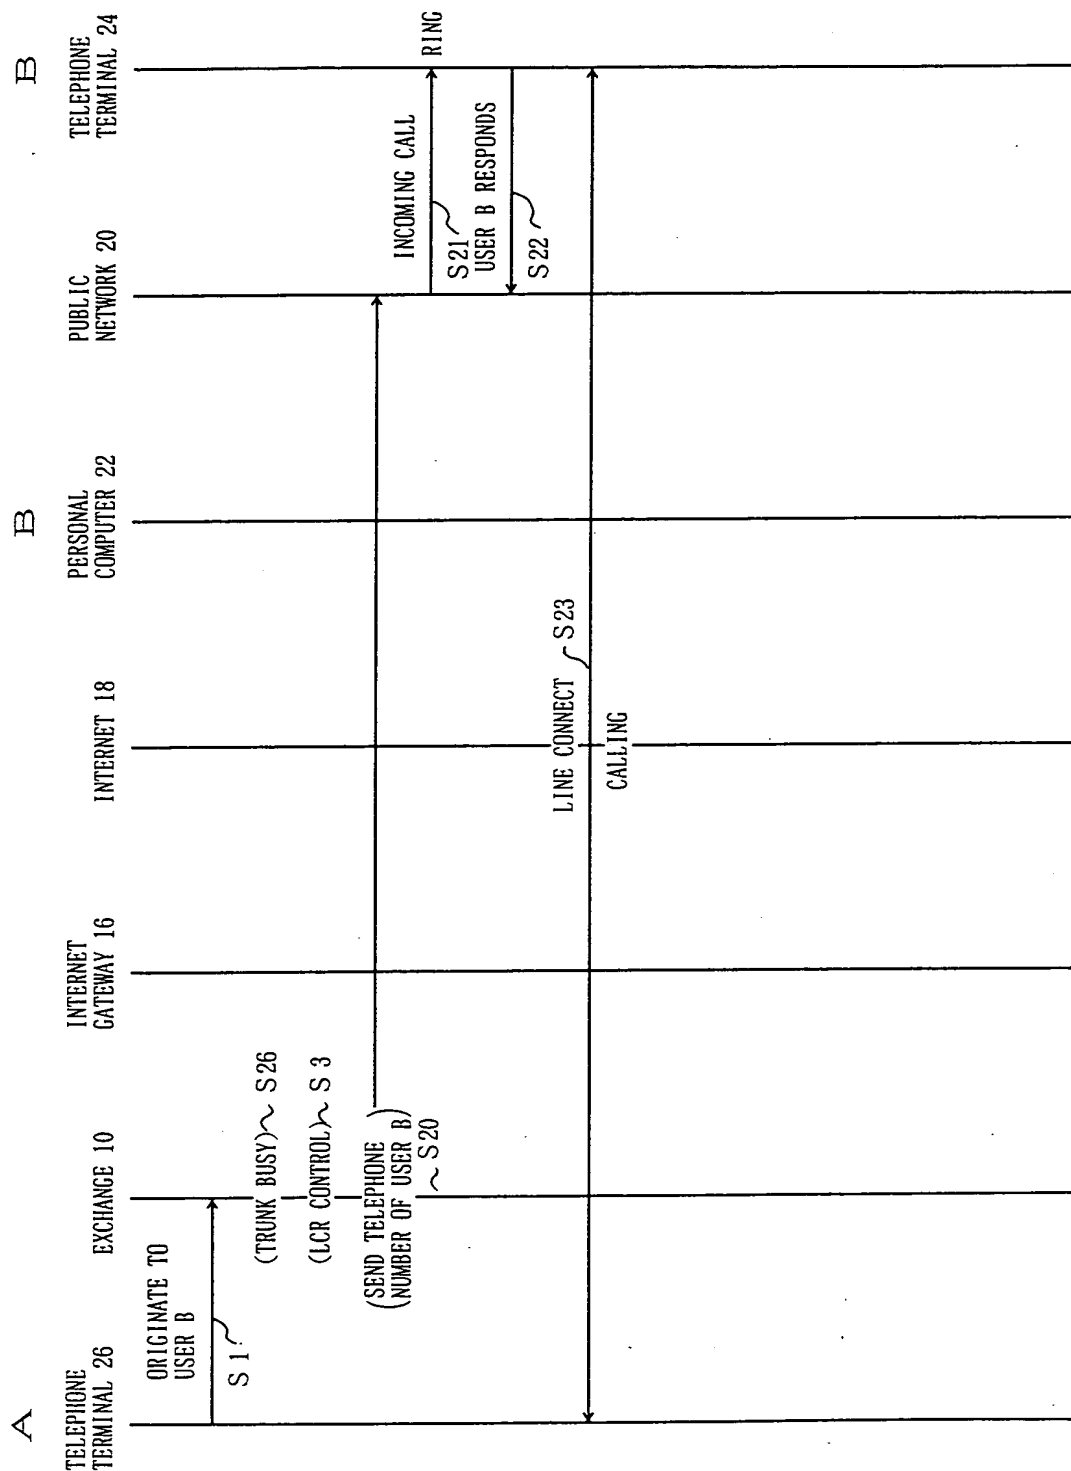 A
B
B
TELEPHONE
TERMINAL 26
EXCHANGE 10
INTERNET
GATEWAY 16
INTERNET 18
PERSONAL
COMPUTER 22
PUBLIC
NETWORK 20
TELEPHONE
TERMINAL 24
ORIGINATE TO
USER B
S1
(TRUNK BUSY) S26
(LCR CONTROL) S3
(SEND TELEPHONE
NUMBER OF USER B)
S20
INCOMING CALL
RING
S21
USER B RESPONDS
S22
LINE CONNECT S23
CALLING